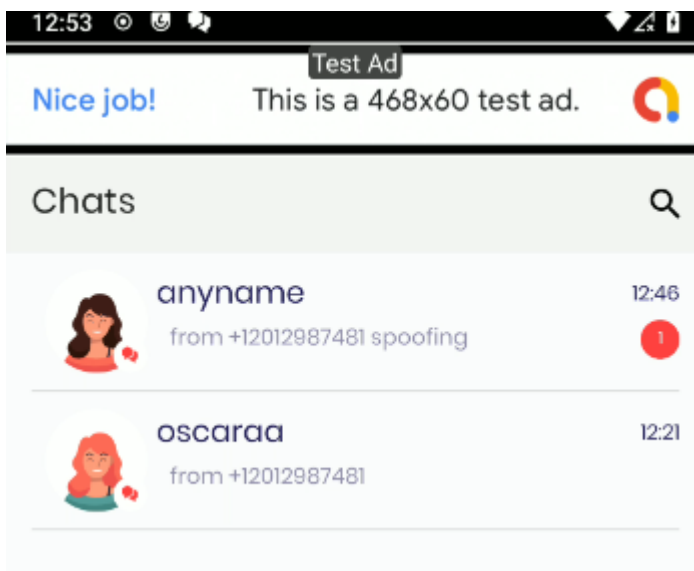 12:53
Test Ad
Nice job! This is a 468x60 test ad.
Chats
anyname 12:46
from +12012987481 spoofing 1
oscaraa 12:21
from +12012987481